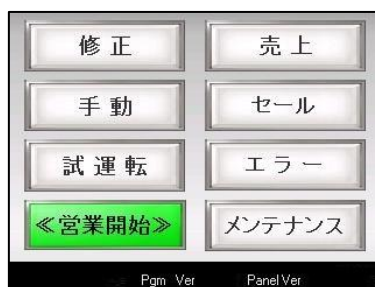 修正 売上
手動 セール
試運転 エラー
≪営業開始≫ メンテナンス
Pgm Ver Panel Ver